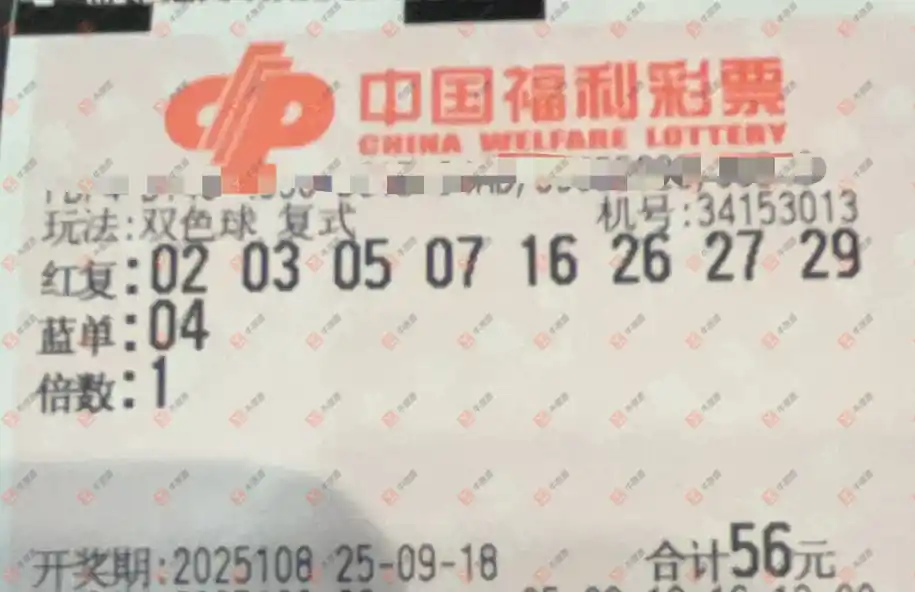 中国福利彩票
CHINA WELFARE LOTTERY
玩法:双色球 复式 机号:34153013
红复:02 03 05 07 16 26 27 29
蓝单:04
倍数:1
开奖期:2025108 25-09-18 合计56元